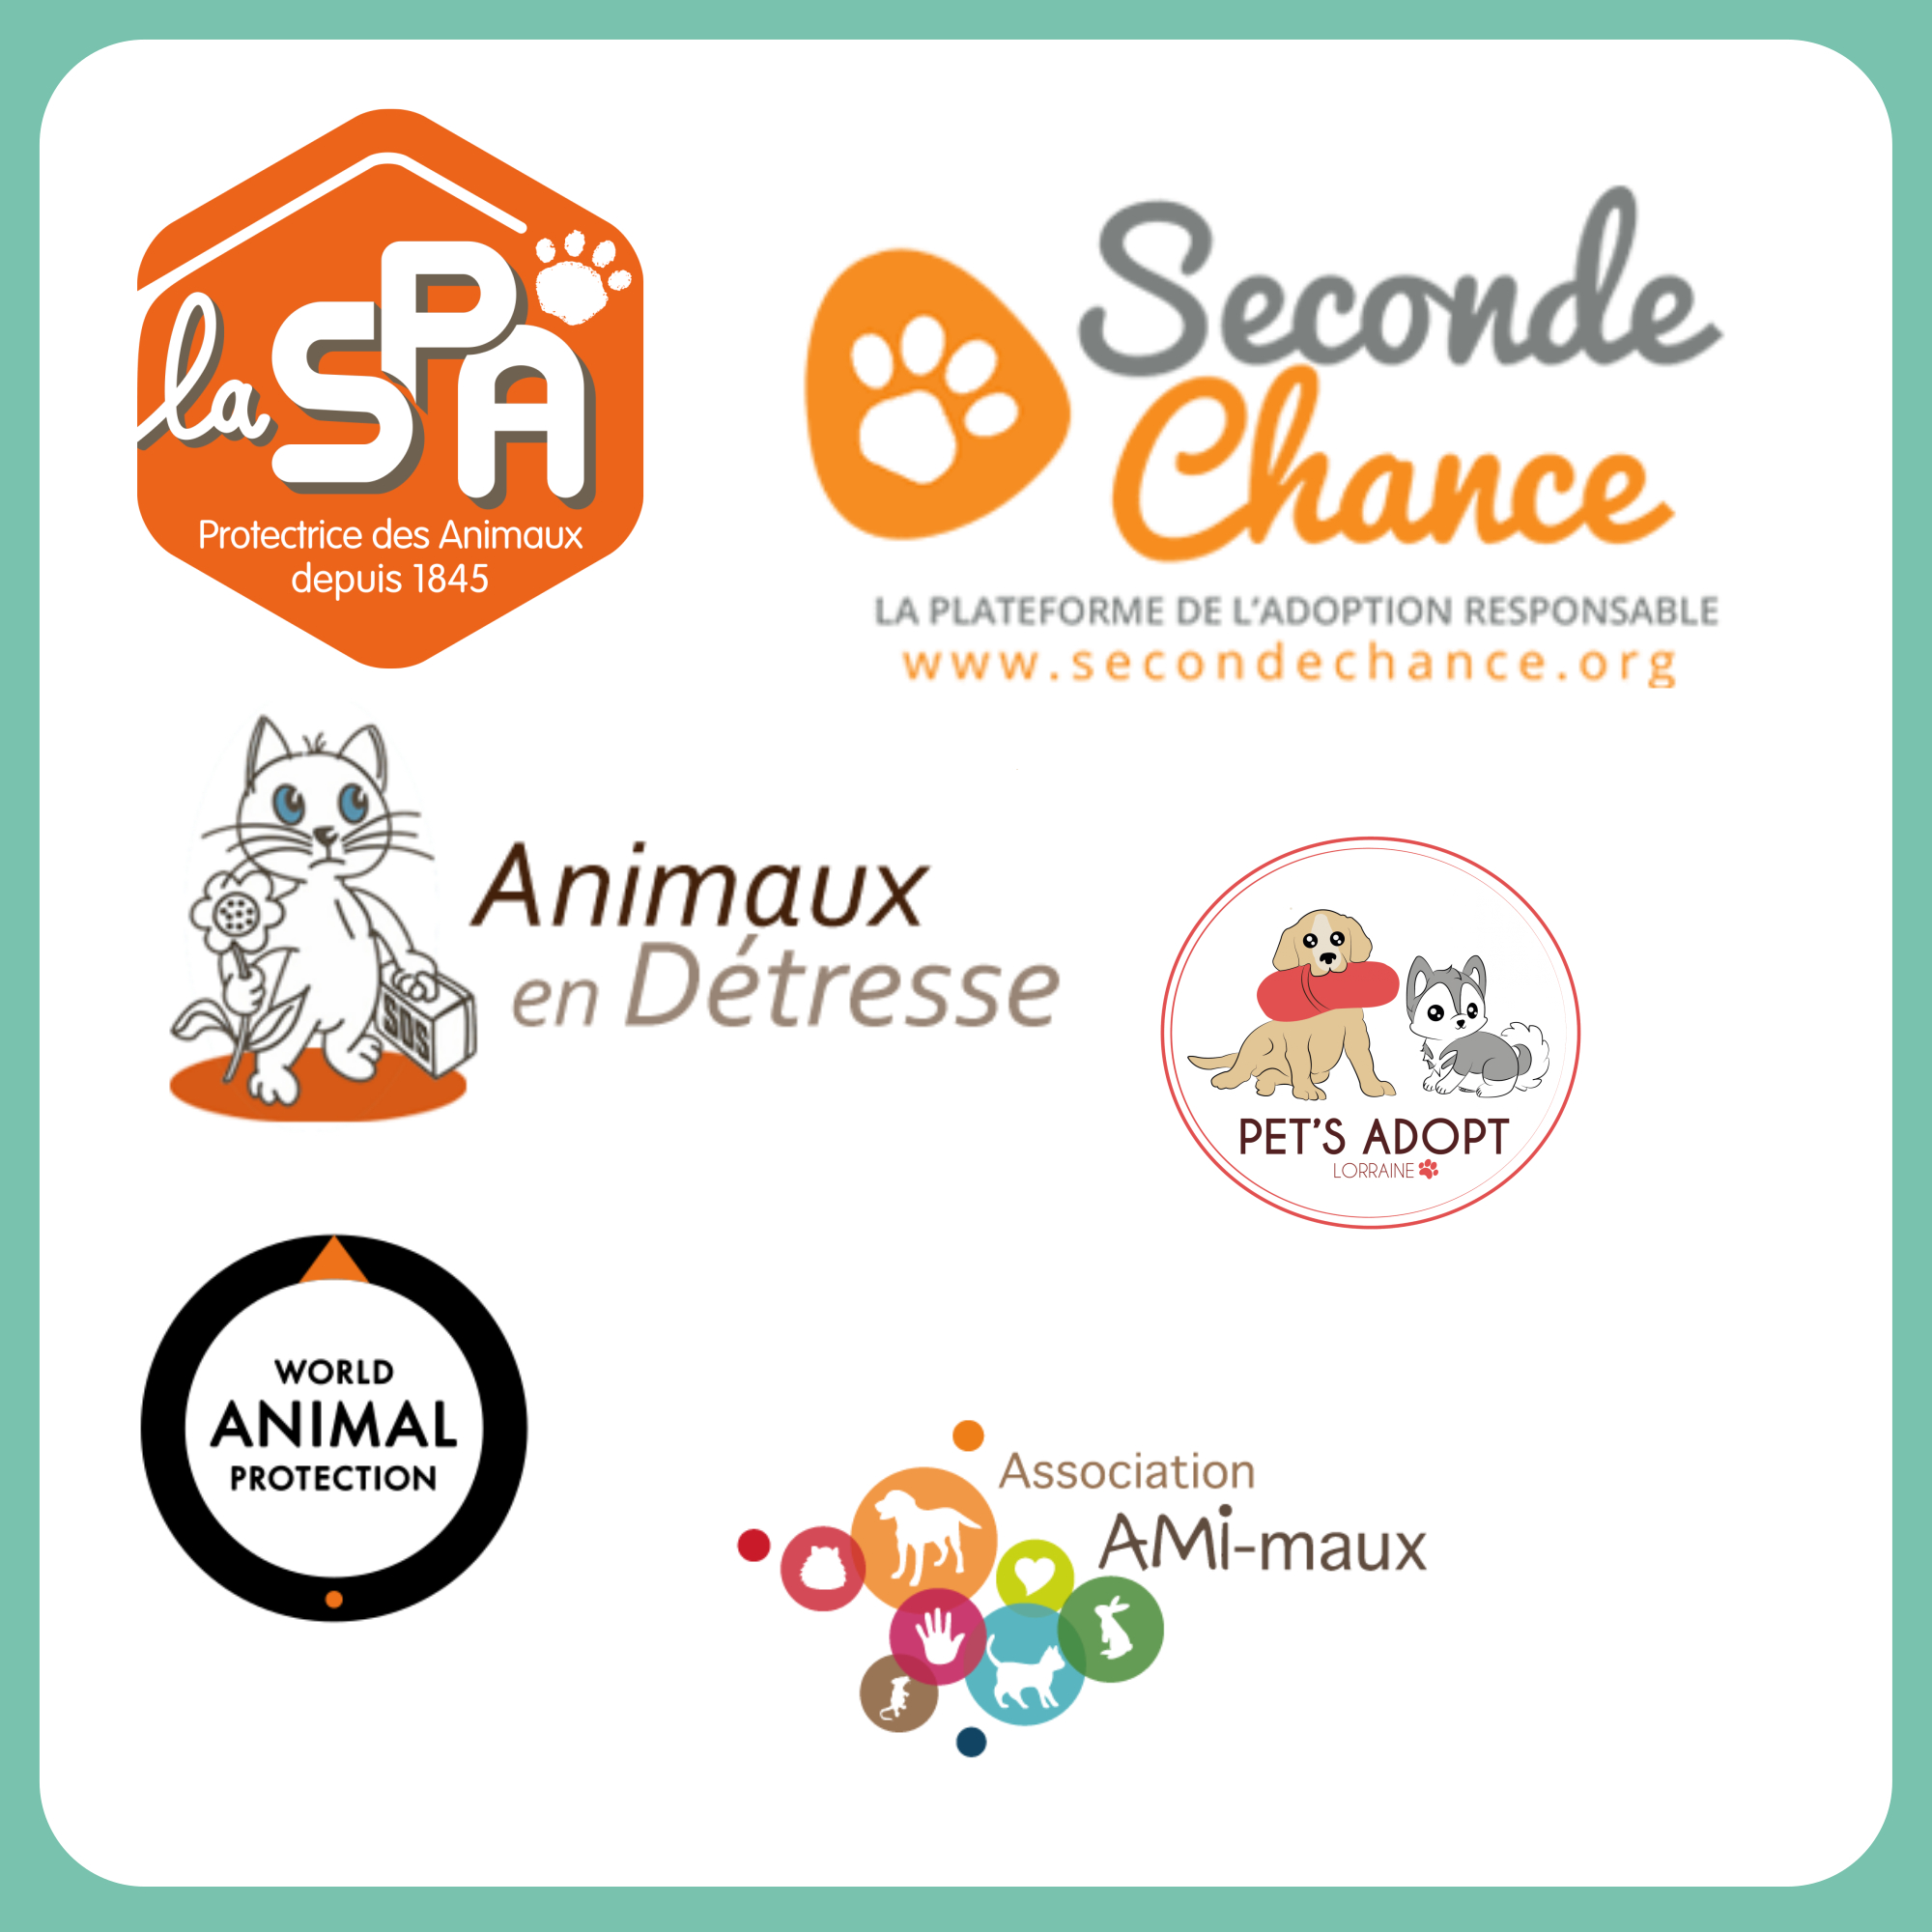 la SPA
Protectrice des Animaux
depuis 1845
Seconde
Chance
LA PLATEFORME DE L'ADOPTION RESPONSABLE
www.secondechance.org
Animaux
en Détresse
SOS
PET'S ADOPT
LORRAINE
WORLD
ANIMAL
PROTECTION
Association
AMi-maux